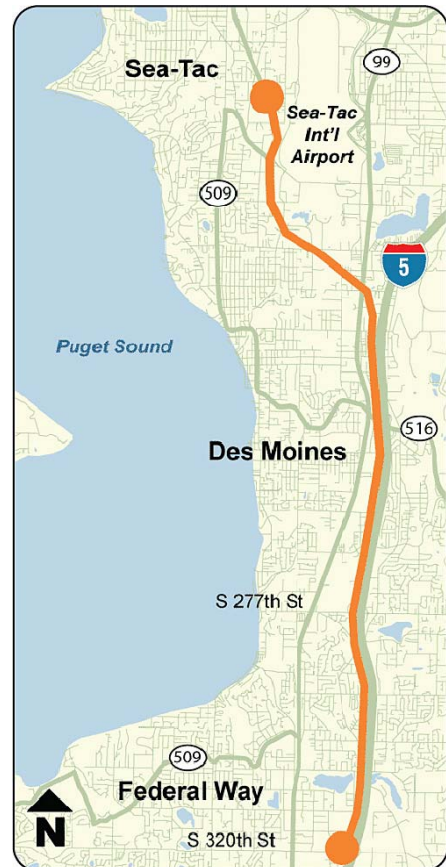 Sea-Tac
99
Sea-Tac
Int'l
Airport
509
5
Puget Sound
516
Des Moines
S 277th St
509
Federal Way
N
S 320th St